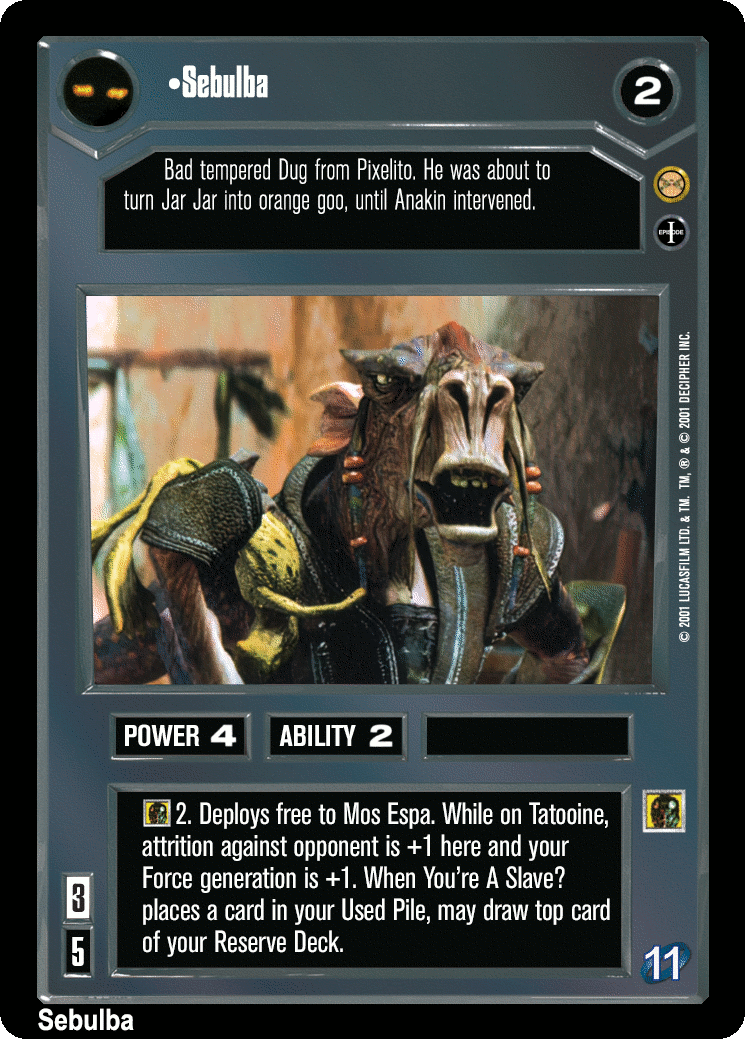 •Sebulba
2
Bad tempered Dug from Pixelito. He was about to
turn Jar Jar into orange goo, until Anakin intervened.
EPISODE I
© 2001 LUCASFILM LTD. & TM. TM, ® & © 2001 DECIPHER INC.
POWER 4
ABILITY 2
2. Deploys free to Mos Espa. While on Tatooine,
attrition against opponent is +1 here and your
Force generation is +1. When You're A Slave?
places a card in your Used Pile, may draw top card
of your Reserve Deck.
3
5
11
Sebulba